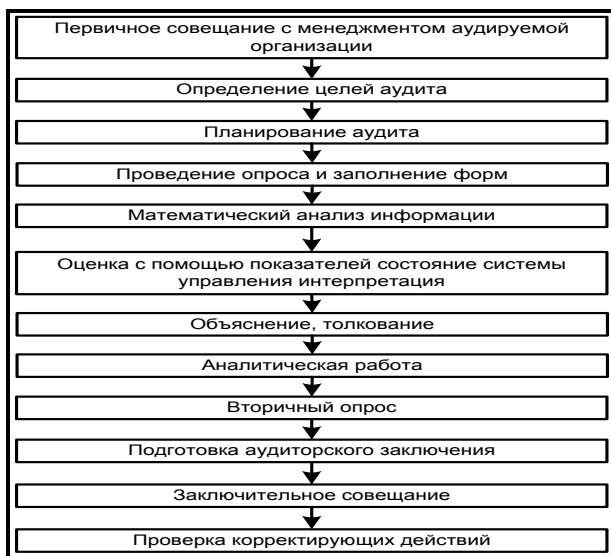 Первичное совещание с менеджментом аудируемой
организации
Определение целей аудита
Планирование аудита
Проведение опроса и заполнение форм
Математический анализ информации
Оценка с помощью показателей состояние системы
управления интерпретация
Объяснение, толкование
Аналитическая работа
Вторичный опрос
Подготовка аудиторского заключения
Заключительное совещание
Проверка корректирующих действий